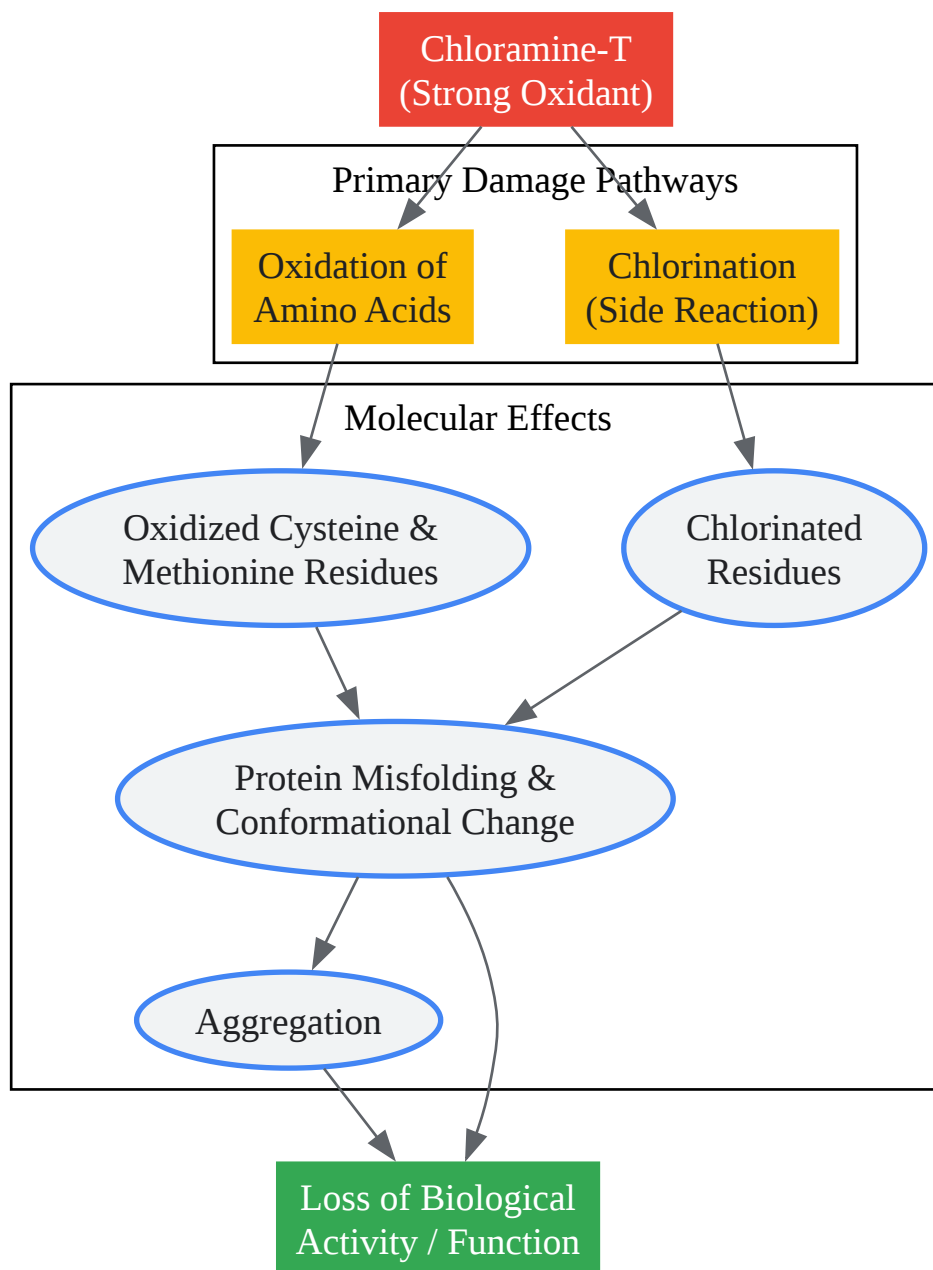 Chloramine-T
(Strong Oxidant)
Primary Damage Pathways
Oxidation of
Amino Acids
Chlorination
(Side Reaction)
Molecular Effects
Oxidized Cysteine &
Methionine Residues
Chlorinated
Residues
Protein Misfolding &
Conformational Change
Aggregation
Loss of Biological
Activity / Function